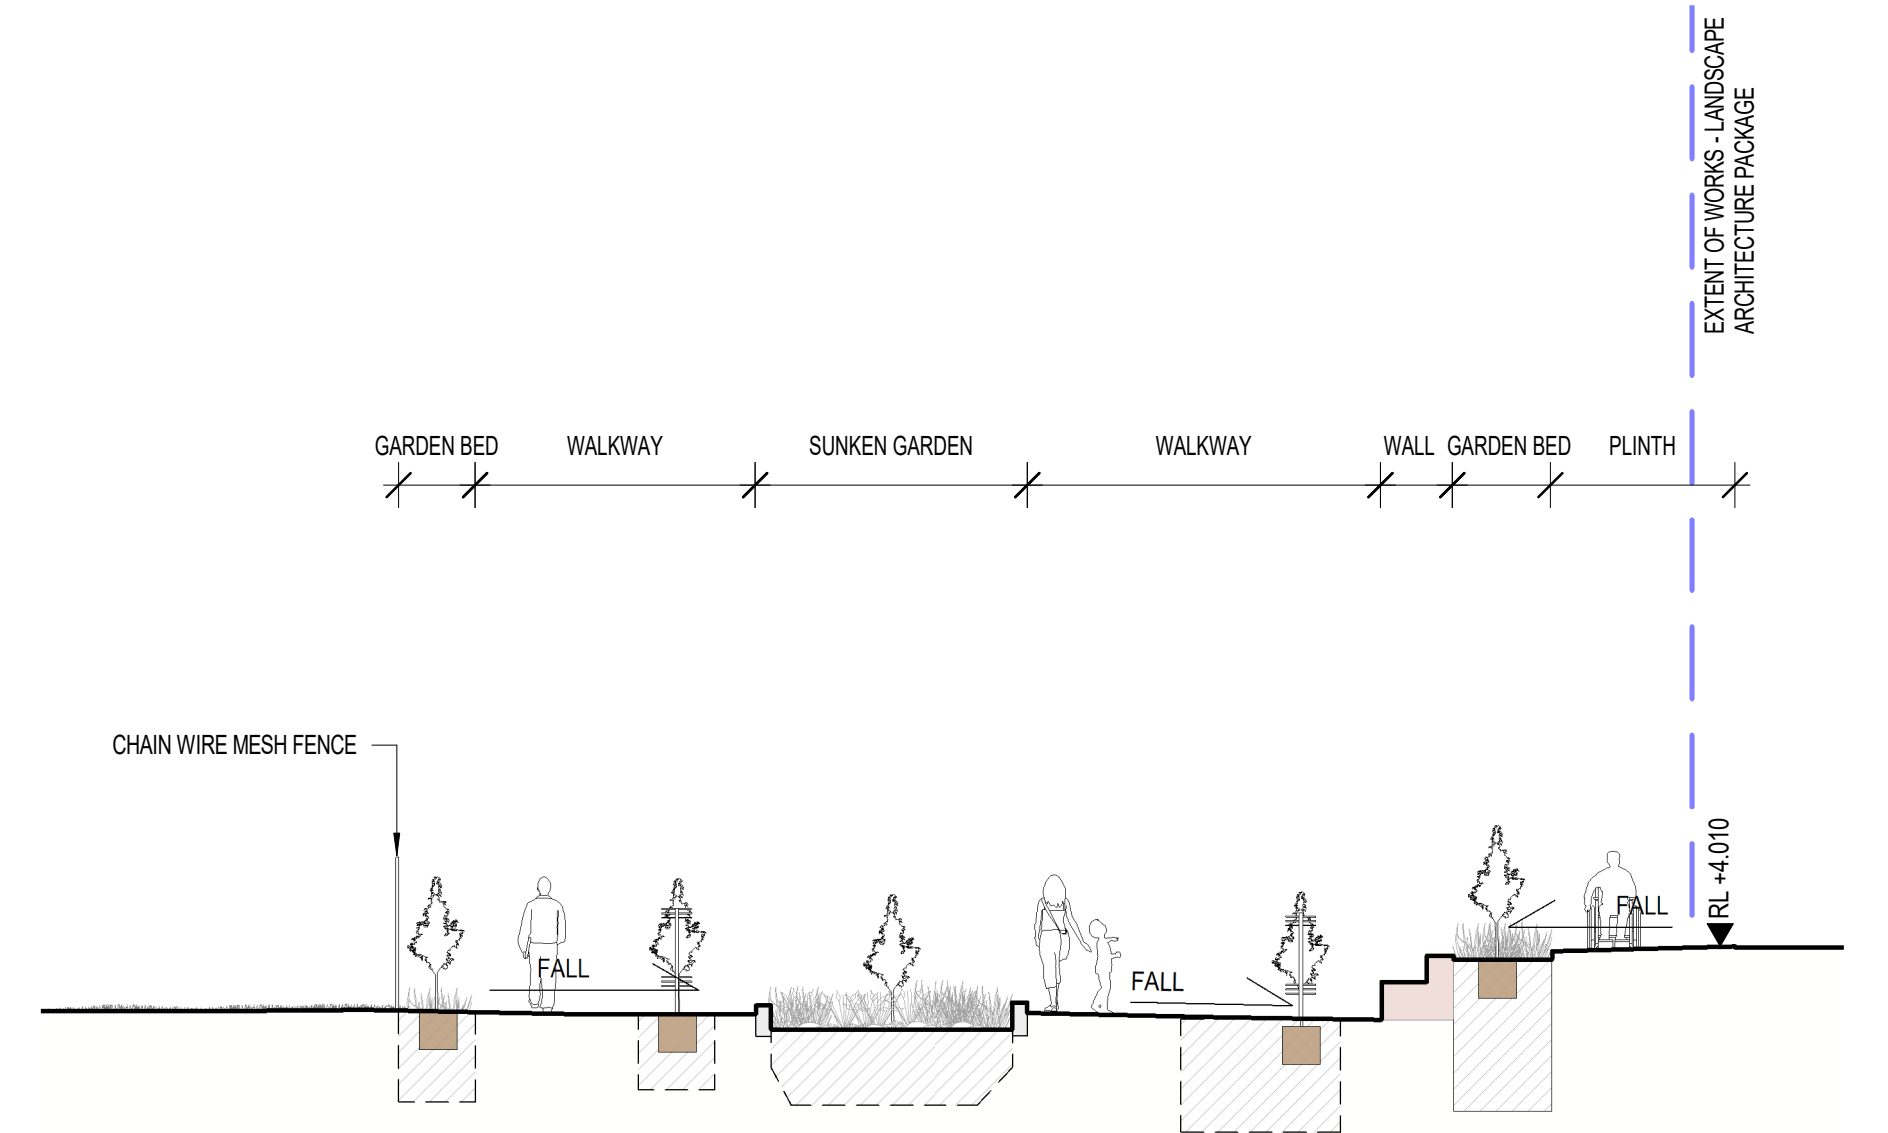 EXTENT OF WORKS - LANDSCAPE
ARCHITECTURE PACKAGE
GARDEN BED
WALKWAY
SUNKEN GARDEN
WALKWAY
WALL
GARDEN BED
PLINTH
CHAIN WIRE MESH FENCE
RL +4.010
FALL
FALL
FALL